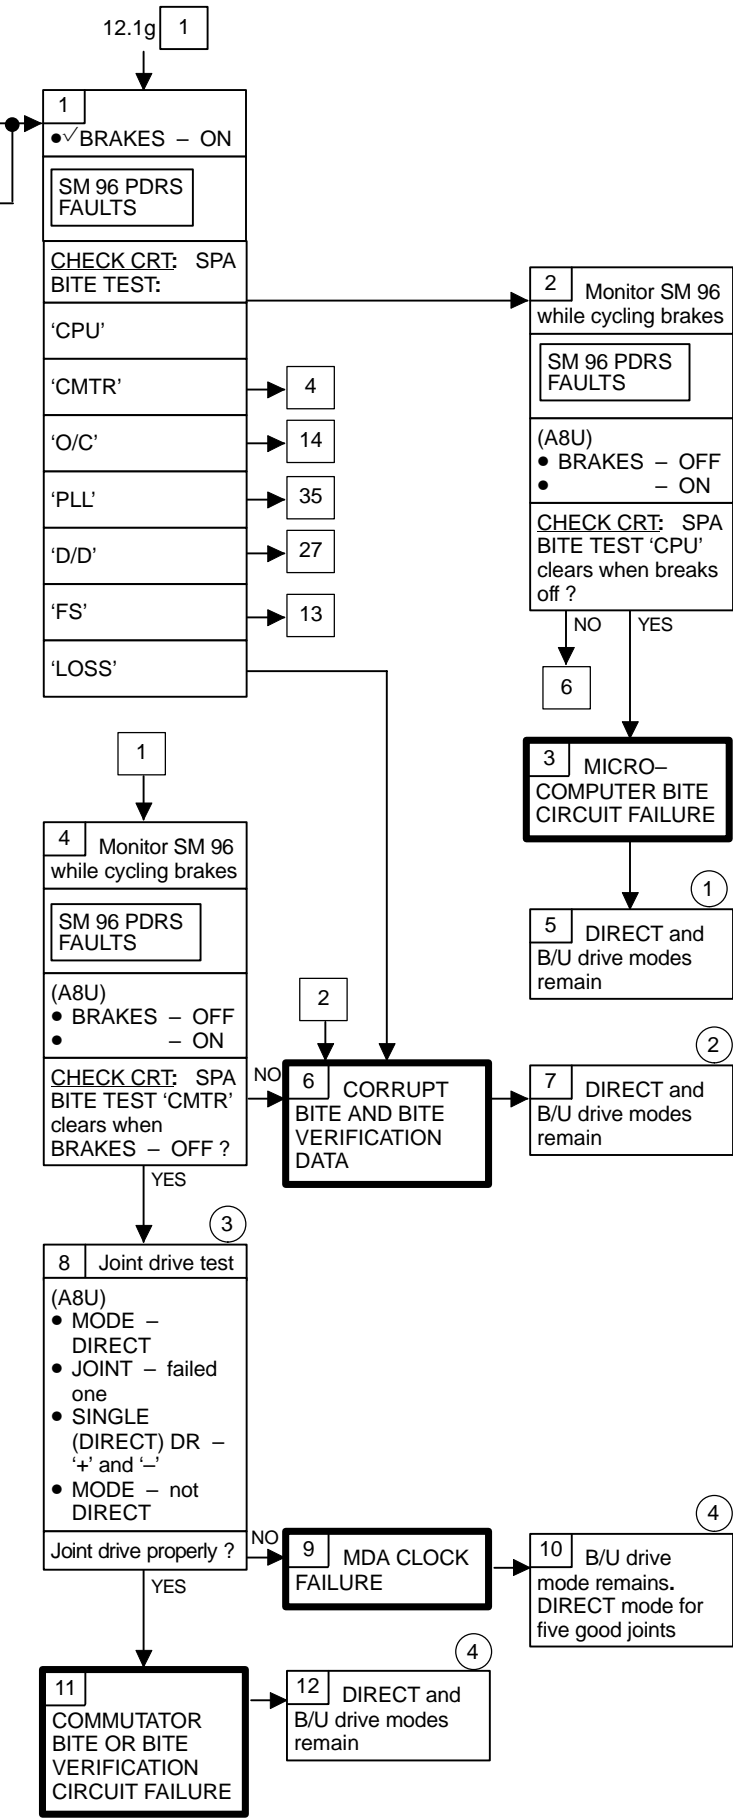 12.1g 1
1
● ✓BRAKES – ON
SM 96 PDRS
FAULTS
CHECK CRT: SPA
BITE TEST:
‘CPU’
‘CMTR’
4
‘O/C’
14
‘PLL’
35
‘D/D’
27
‘FS’
13
‘LOSS’
2 Monitor SM 96
while cycling brakes
SM 96 PDRS
FAULTS
(A8U)
● BRAKES – OFF
● – ON
CHECK CRT: SPA
BITE TEST ‘CPU’
clears when breaks
off ?
NO YES
6
3 MICRO–
COMPUTER BITE
CIRCUIT FAILURE
1
5 DIRECT and
B/U drive modes
remain
1
4 Monitor SM 96
while cycling brakes
SM 96 PDRS
FAULTS
(A8U)
● BRAKES – OFF
● – ON
CHECK CRT: SPA
BITE TEST ‘CMTR’
clears when
BRAKES – OFF ?
NO
YES
2
6 CORRUPT
BITE AND BITE
VERIFICATION
DATA
2
7 DIRECT and
B/U drive modes
remain
3
8 Joint drive test
(A8U)
● MODE –
DIRECT
● JOINT – failed
one
● SINGLE
(DIRECT) DR –
‘+’ and ‘–’
● MODE – not
DIRECT
Joint drive properly ?
NO
YES
9 MDA CLOCK
FAILURE
4
10 B/U drive
mode remains.
DIRECT mode for
five good joints
11
COMMUTATOR
BITE OR BITE
VERIFICATION
CIRCUIT FAILURE
4
12 DIRECT and
B/U drive modes
remain